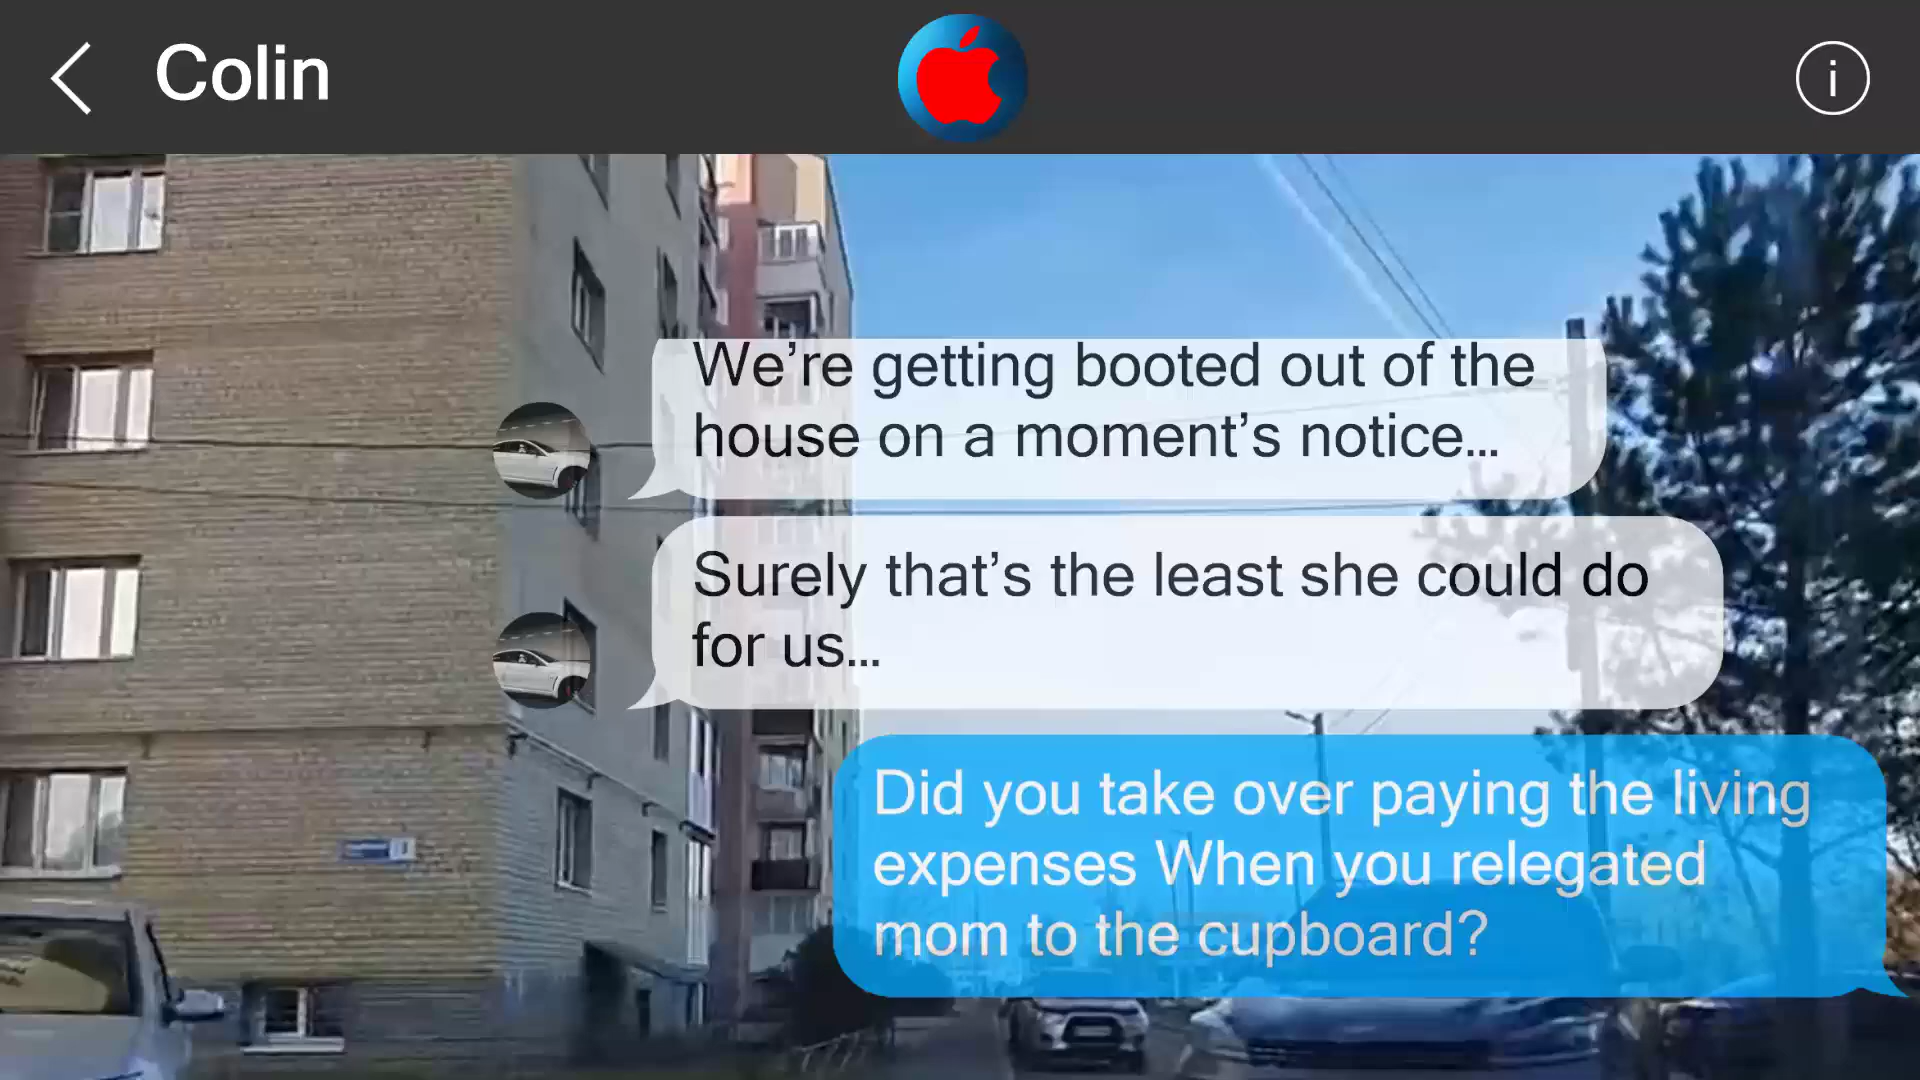 Colin
We’re getting booted out of the
house on a moment’s notice...
Surely that’s the least she could do
for us...
Did you take over paying the living
expenses When you relegated
mom to the cupboard?